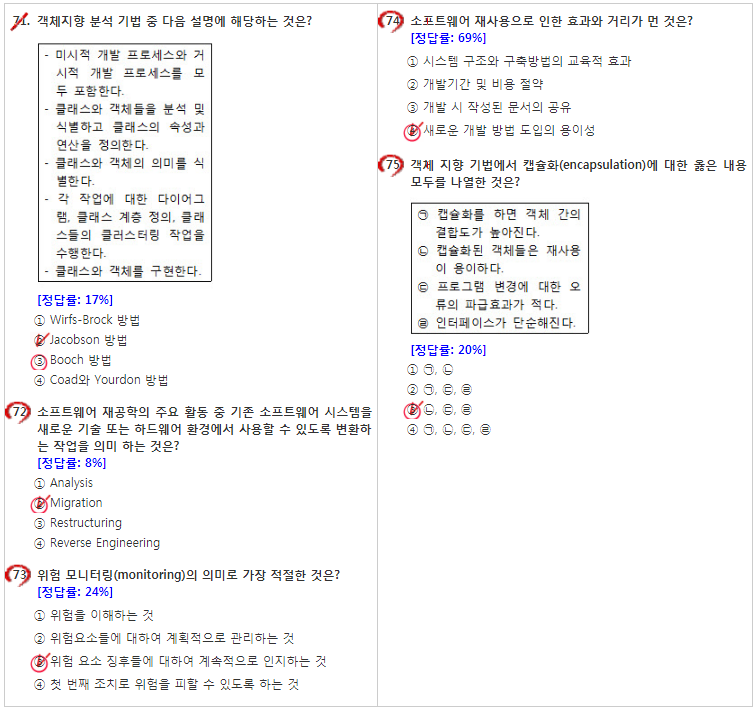 71. 객체지향 분석 기법 중 다음 설명에 해당하는 것은?
- 미시적 개발 프로세스와 거
시적 개발 프로세스를 모
두 포함한다.
- 클래스와 객체들을 분석 및
식별하고 클래스의 속성과
연산을 정의한다.
- 클래스와 객체의 의미를 식
별한다.
- 각 작업에 대한 다이어그
램, 클래스 계층 정의, 클래
스들의 클러스터링 작업을
수행한다.
- 클래스와 객체를 구현한다.
[정답률: 17%]
① Wirfs-Brock 방법
② Jacobson 방법
③ Booch 방법
④ Coad와 Yourdon 방법
72. 소프트웨어 재공학의 주요 활동 중 기존 소프트웨어 시스템을
새로운 기술 또는 하드웨어 환경에서 사용할 수 있도록 변환하
는 작업을 의미 하는 것은?
[정답률: 8%]
① Analysis
② Migration
③ Restructuring
④ Reverse Engineering
73. 위험 모니터링(monitoring)의 의미로 가장 적절한 것은?
[정답률: 24%]
① 위험을 이해하는 것
② 위험요소들에 대하여 계획적으로 관리하는 것
③ 위험 요소 징후들에 대하여 계속적으로 인지하는 것
④ 첫 번째 조치로 위험을 피할 수 있도록 하는 것
74. 소프트웨어 재사용으로 인한 효과와 거리가 먼 것은?
[정답률: 69%]
① 시스템 구조와 구축방법의 교육적 효과
② 개발기간 및 비용 절약
③ 개발 시 작성된 문서의 공유
④ 새로운 개발 방법 도입의 용이성
75. 객체 지향 기법에서 캡슐화(encapsulation)에 대한 옳은 내용
모두를 나열한 것은?
㉠ 캡슐화를 하면 객체 간의
결합도가 높아진다.
㉡ 캡슐화된 객체들은 재사용
이 용이하다.
㉢ 프로그램 변경에 대한 오
류의 파급효과가 적다.
㉣ 인터페이스가 단순해진다.
[정답률: 20%]
① ㉠, ㉡
② ㉠, ㉢, ㉣
③ ㉡, ㉢, ㉣
④ ㉠, ㉡, ㉢, ㉣